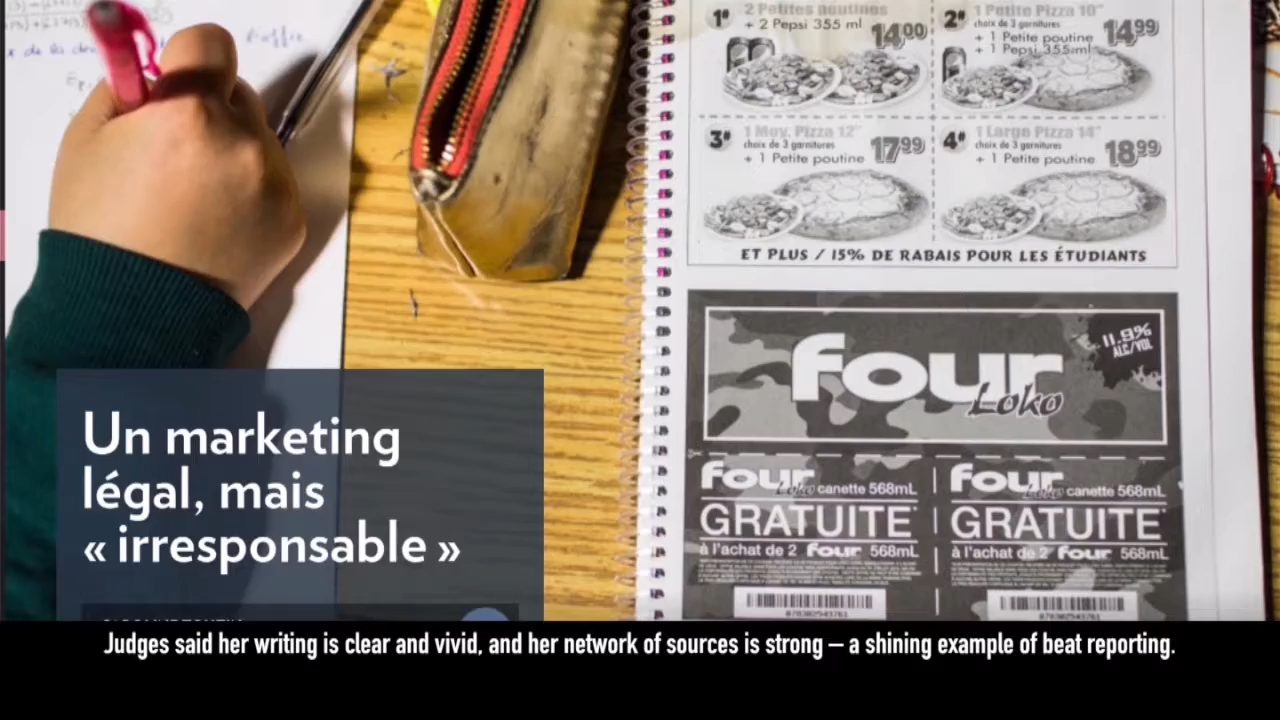 1er
2 Petites poutines
+ 2 Pepsi 355 ml
14.00
2e
1 Petite Pizza 10"
choix de 3 garnitures
+ 1 Petite poutine
+ 1 Pepsi 355ml
14.99
3e
1 Moy. Pizza 12"
choix de 3 garnitures
+ 1 Petite poutine
17.99
4e
1 Large Pizza 14"
choix de 3 garnitures
+ 1 Petite poutine
18.99
ET PLUS / 15% DE RABAIS POUR LES ÉTUDIANTS
11.9%
ALC/VOL
four
Loko
four
Loko canette 568mL
GRATUITE*
à l'achat de 2 four 568mL
four
Loko canette 568mL
GRATUITE*
à l'achat de 2 four 568mL
Un marketing
légal, mais
« irresponsable »
Judges said her writing is clear and vivid, and her network of sources is strong – a shining example of beat reporting.